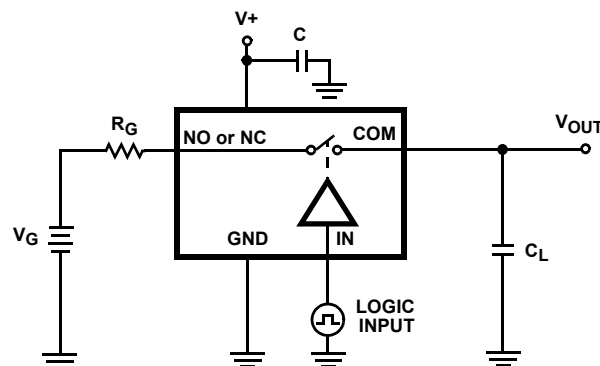 V+
C
RG
NO or NC
COM
VOUT
VG
GND
IN
CL
LOGIC
INPUT